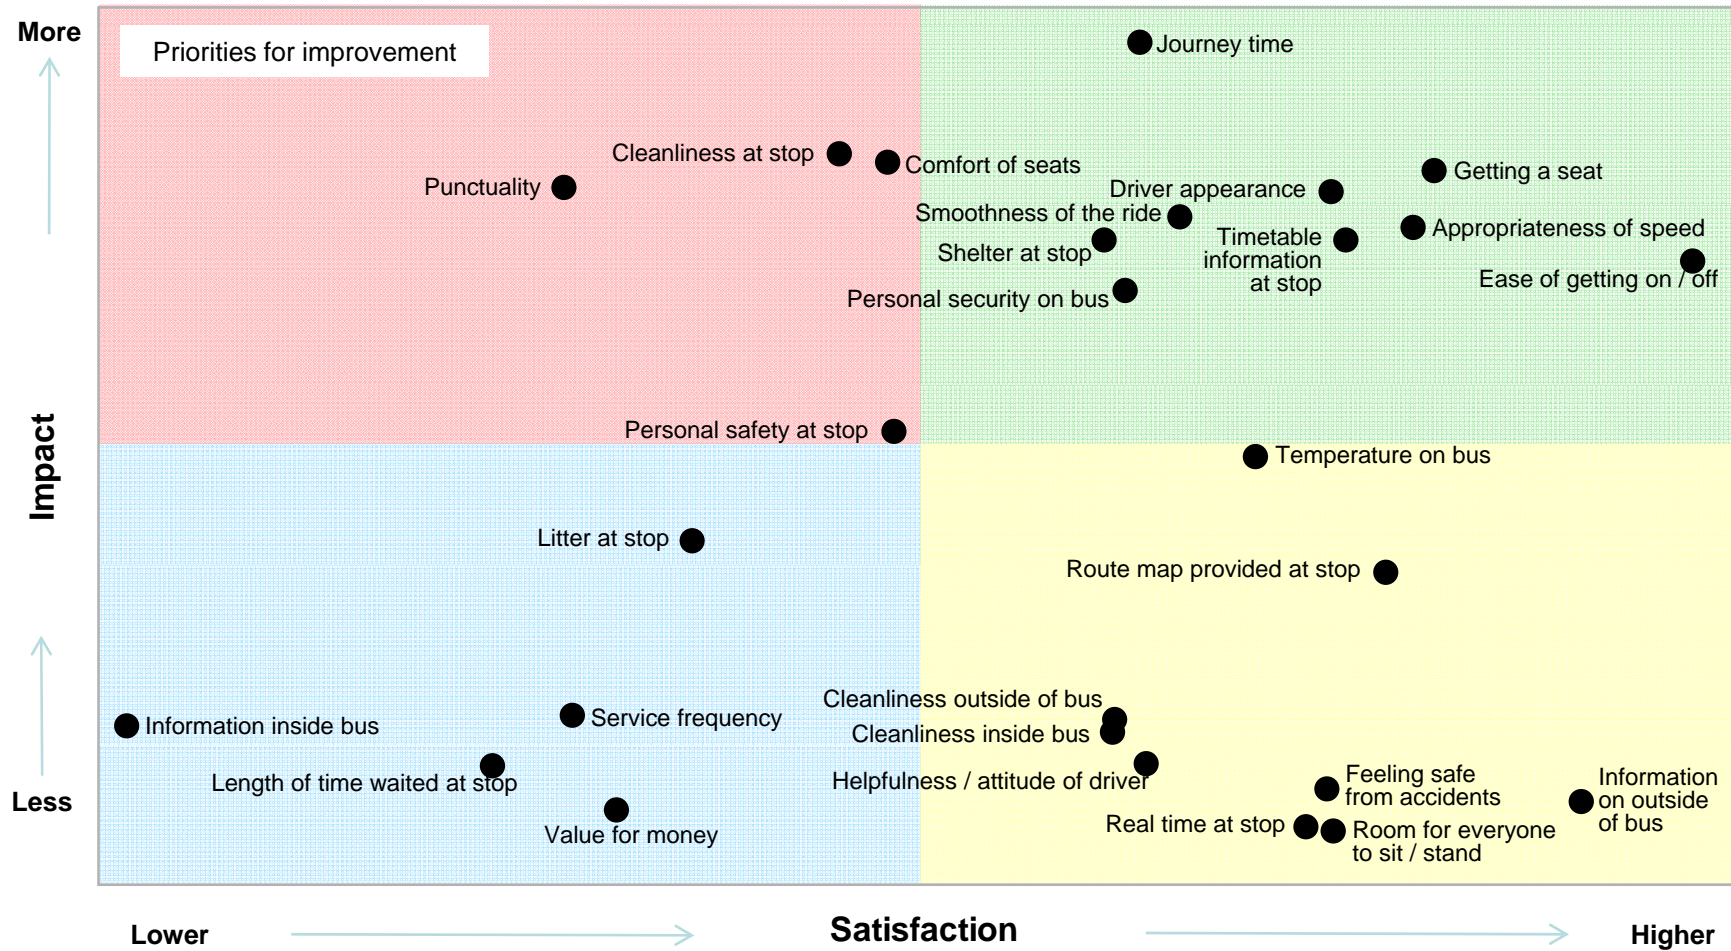 More
Priorities for improvement
Journey time
Cleanliness at stop
Comfort of seats
Getting a seat
Punctuality
Driver appearance
Smoothness of the ride
Appropriateness of speed
Shelter at stop
Timetable
information
at stop
Ease of getting on / off
Personal security on bus
Impact
Personal safety at stop
Temperature on bus
Litter at stop
Route map provided at stop
Cleanliness outside of bus
Service frequency
Information inside bus
Cleanliness inside bus
Length of time waited at stop
Helpfulness / attitude of driver
Feeling safe
from accidents
Information
on outside
of bus
Less
Value for money
Real time at stop
Room for everyone
to sit / stand
Lower
Satisfaction
Higher